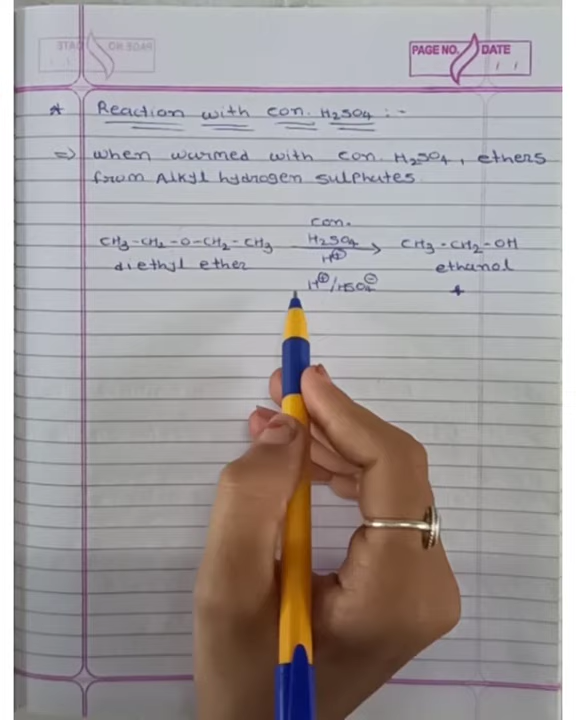 PAGE NO. DATE
* Reaction with con. H₂SO₄ :-
=> when warmed with con. H₂SO₄, ethers
from Alkyl hydrogen sulphates
con.
CH₃-CH₂-O-CH₂-CH₃ H₂SO₄ → CH₃-CH₂-OH
H⊕
diethyl ether ethanol
H⊕/HSO₄⊖ +